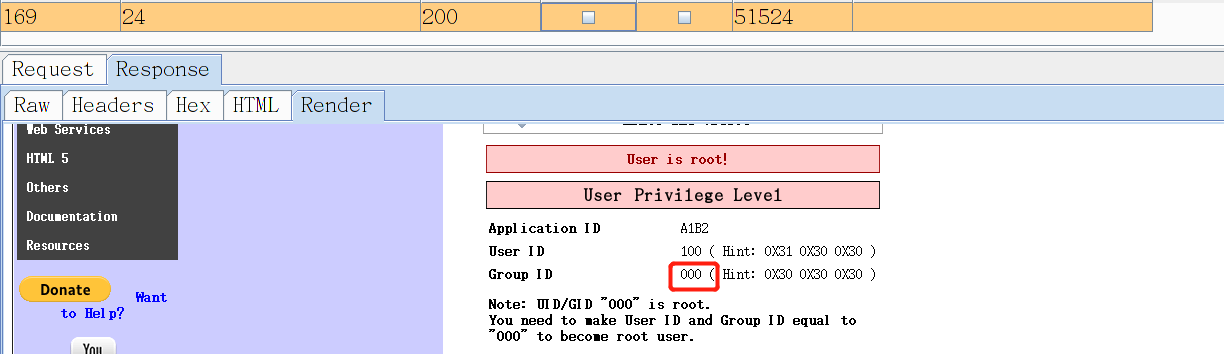 169 24 200 51524
Request Response
Raw Headers Hex HTML Render
Web Services
HTML 5
Others
Documentation
Resources
Donate
Want
to Help?
You
User is root!
User Privilege Level
Application ID A1B2
User ID 100 ( Hint: 0X31 0X30 0X30 )
Group ID 000 ( Hint: 0X30 0X30 0X30 )
Note: UID/GID "000" is root.
You need to make User ID and Group ID equal to
"000" to become root user.